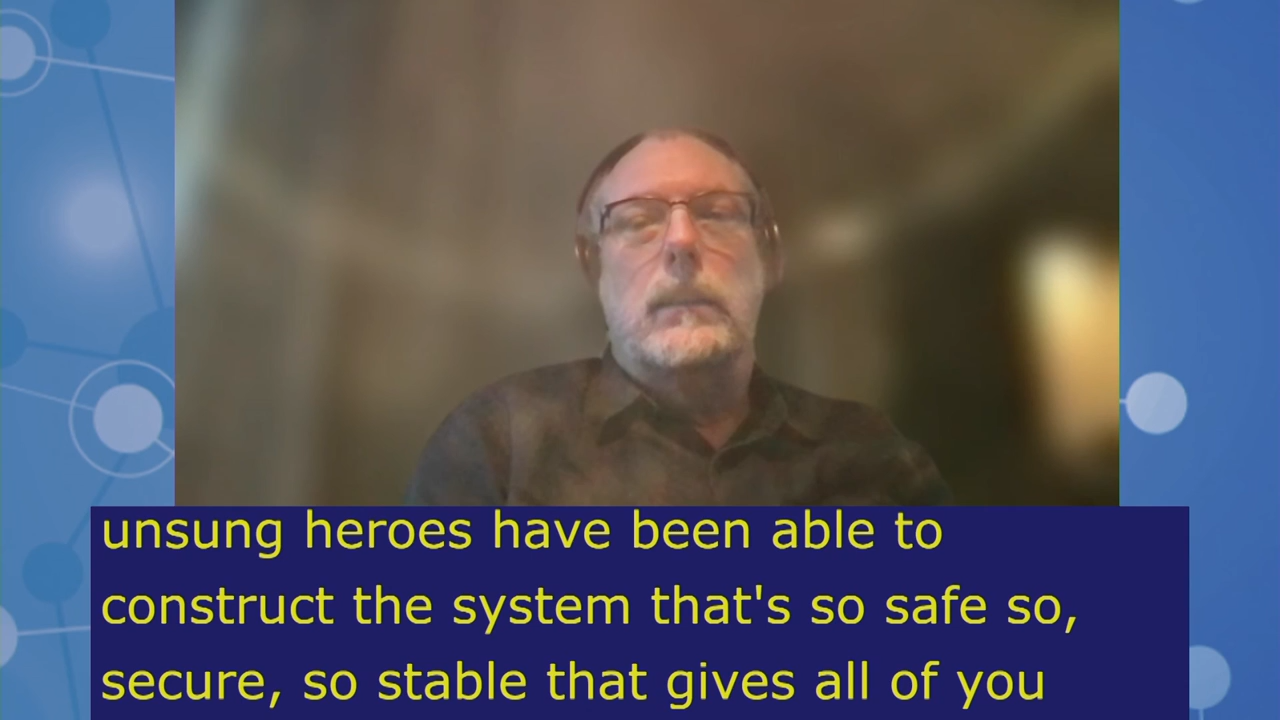 unsung heroes have been able to
construct the system that's so safe so,
secure, so stable that gives all of you